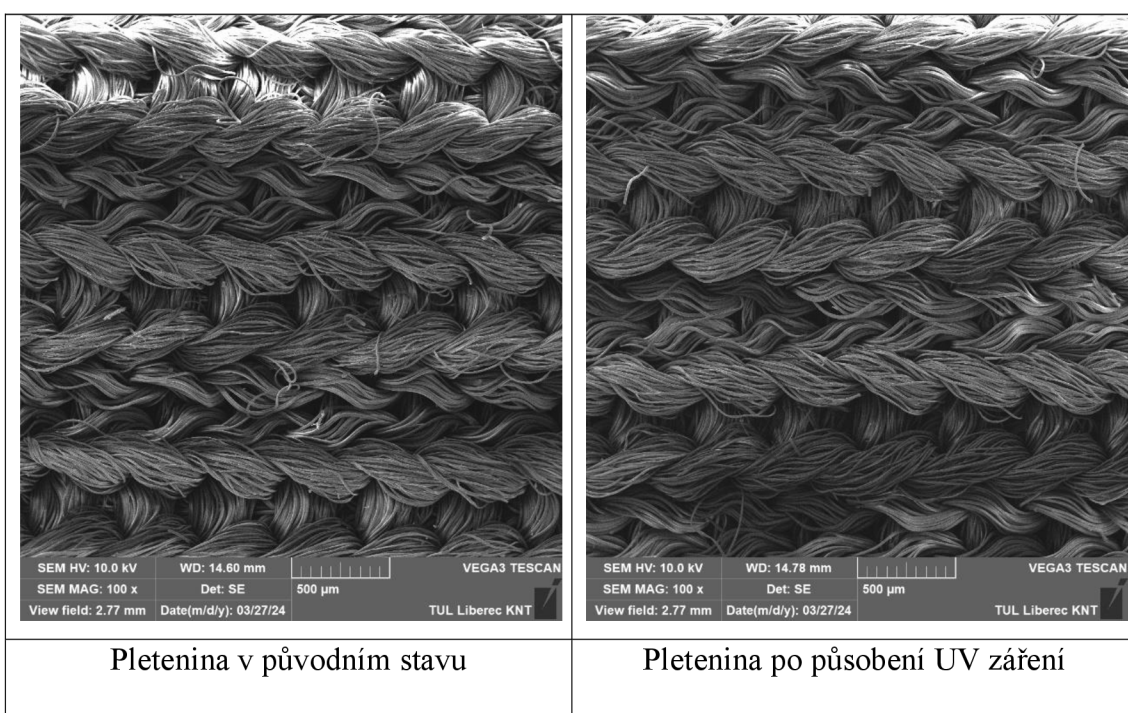 SEM HV: 10.0 kV WD: 14.60 mm VEGA3 TESCAN
SEM MAG: 100 x Det: SE 500 µm
View field: 2.77 mm Date(m/d/y): 03/27/24 TUL Liberec KNT
SEM HV: 10.0 kV WD: 14.78 mm VEGA3 TESCAN
SEM MAG: 100 x Det: SE 500 µm
View field: 2.77 mm Date(m/d/y): 03/27/24 TUL Liberec KNT
Pletenina v původním stavu
Pletenina po působení UV záření